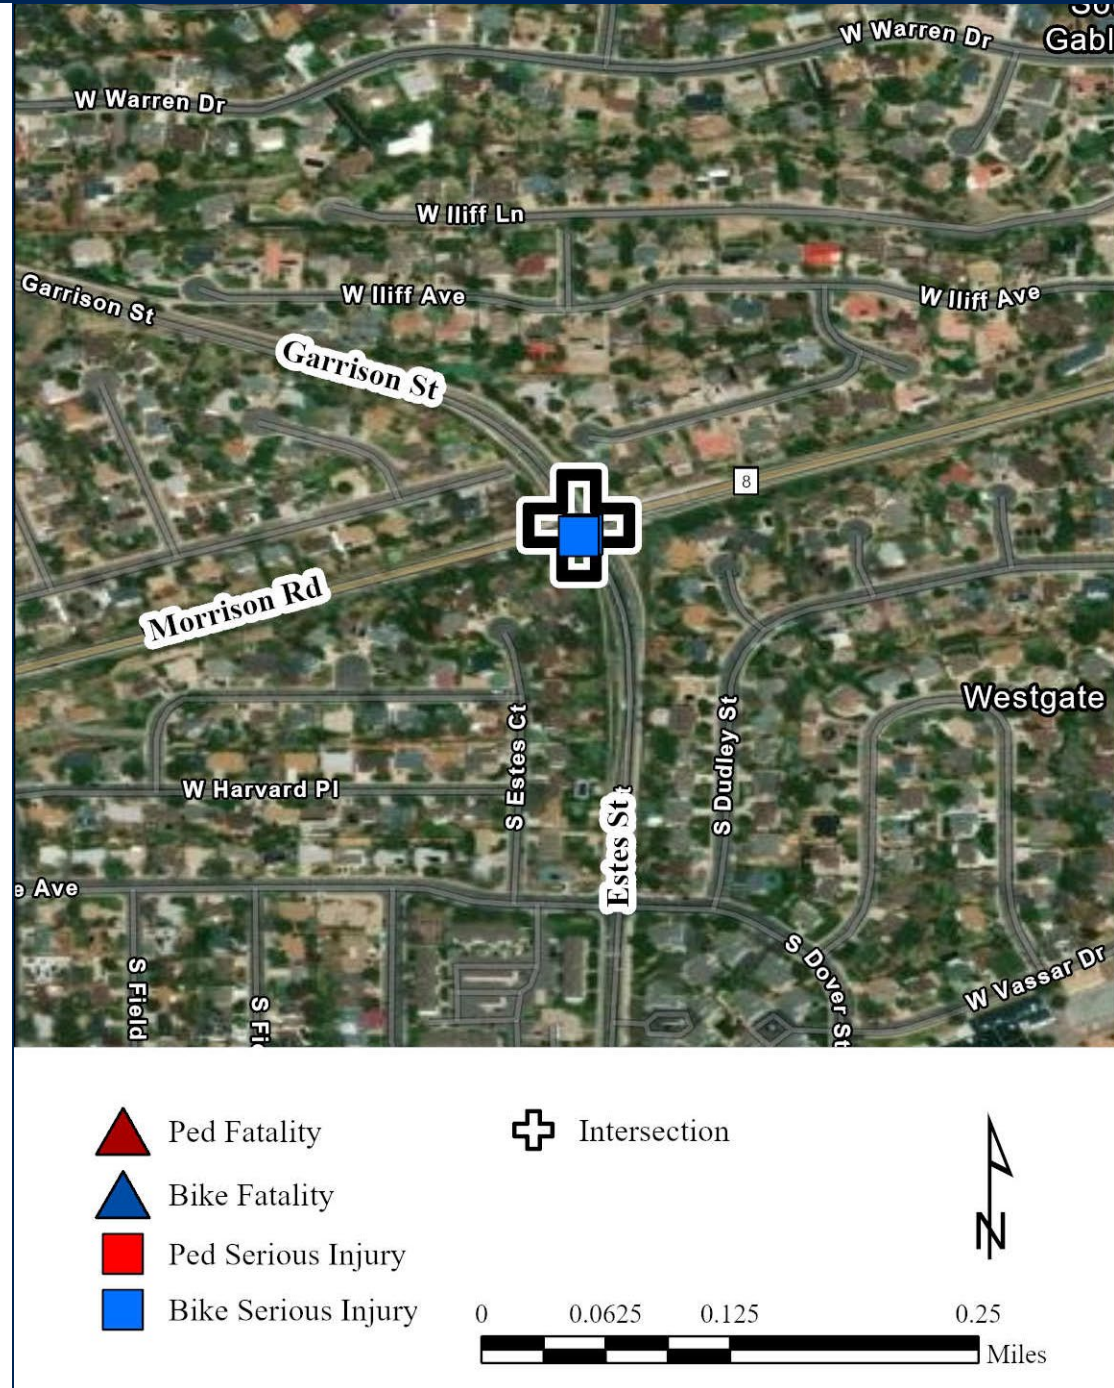 So
Gabl
W Warren Dr
W Warren Dr
W Iliff Ln
Garrison St
W Iliff Ave
W Iliff Ave
Garrison St
8
Morrison Rd
Westgate
S Estes Ct
S Dudley St
W Harvard Pl
Estes St
t
e Ave
S Dover St
W Vassar Dr
S Field
S Fi
Ped Fatality
Intersection
Bike Fatality
N
Ped Serious Injury
Bike Serious Injury
0 0.0625 0.125 0.25
Miles